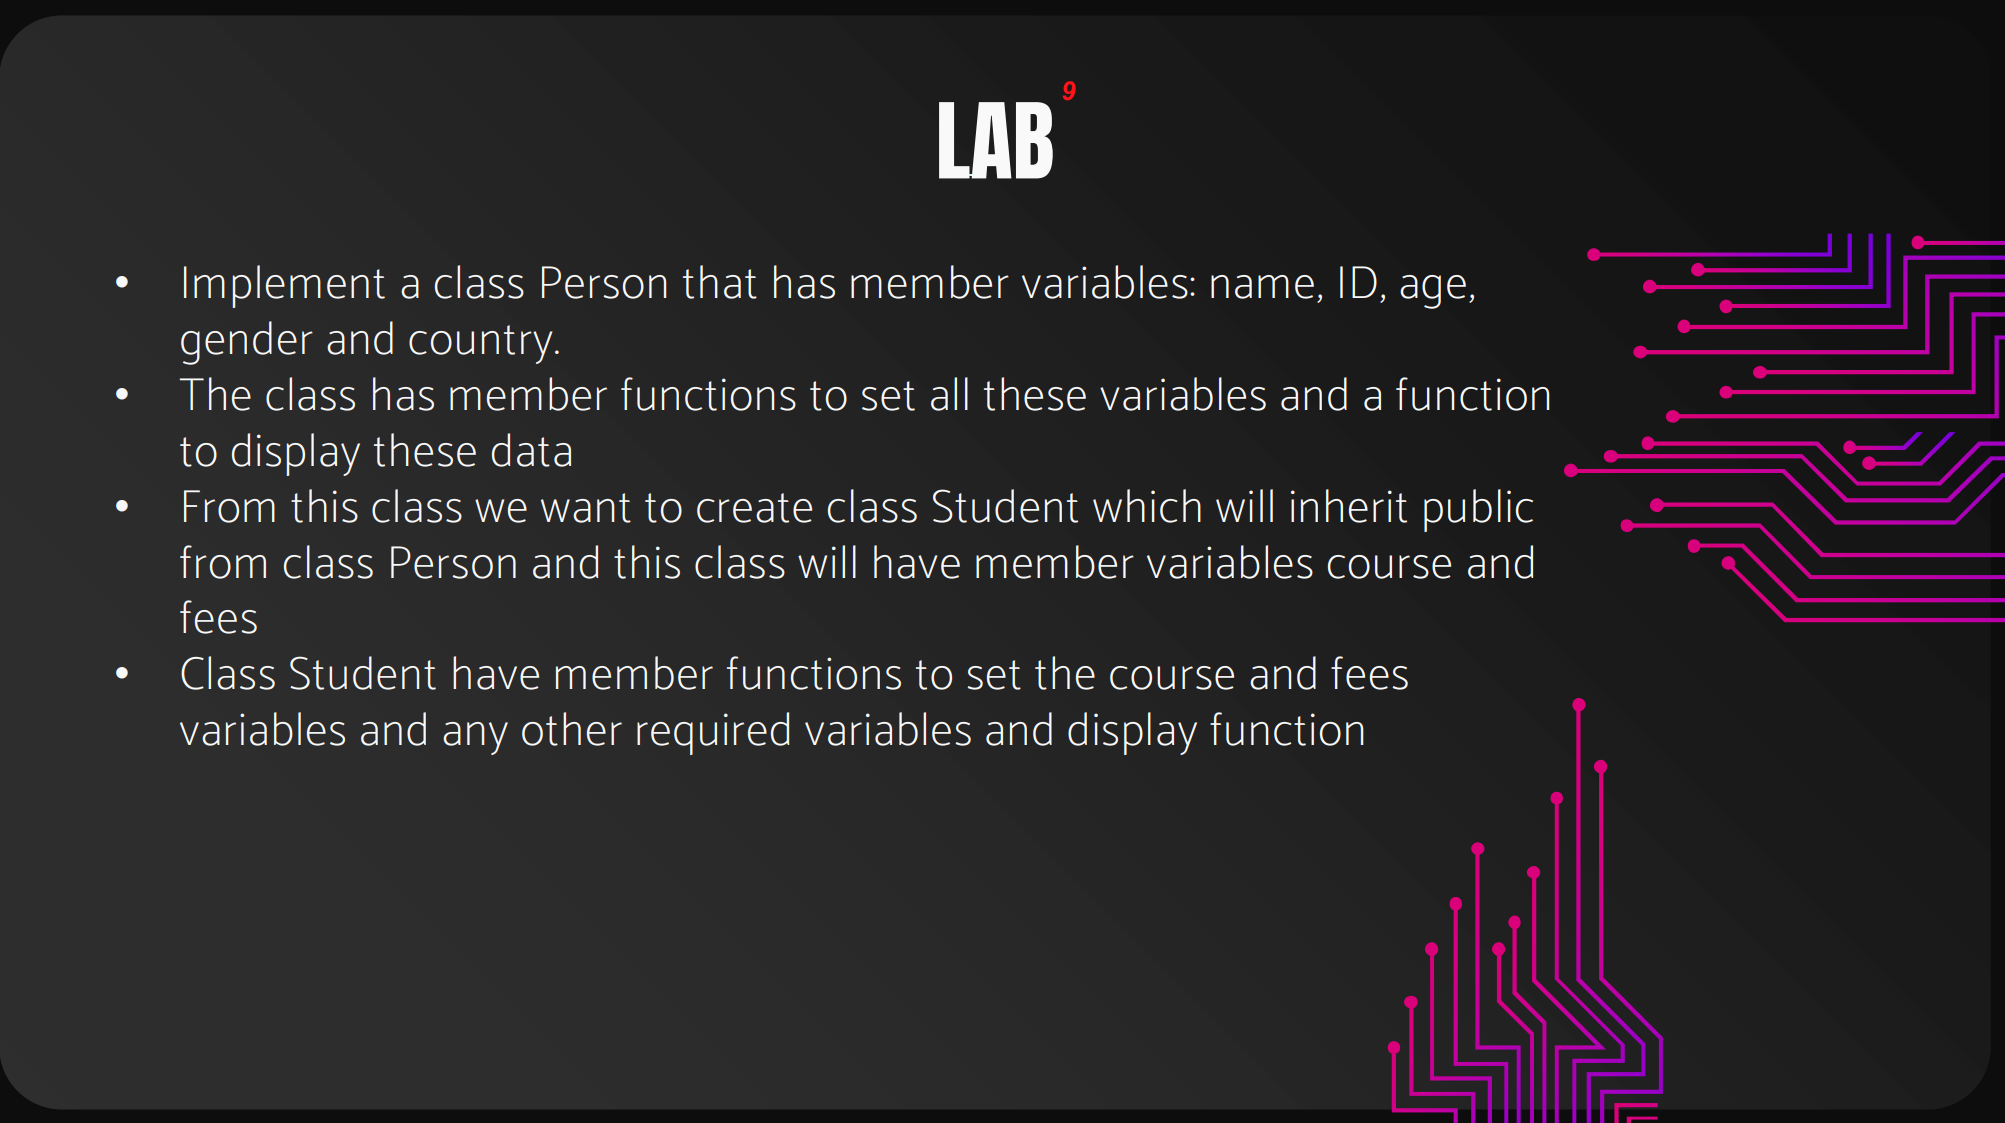 LAB 9
• Implement a class Person that has member variables: name, ID, age,
gender and country.
• The class has member functions to set all these variables and a function
to display these data
• From this class we want to create class Student which will inherit public
from class Person and this class will have member variables course and
fees
• Class Student have member functions to set the course and fees
variables and any other required variables and display function